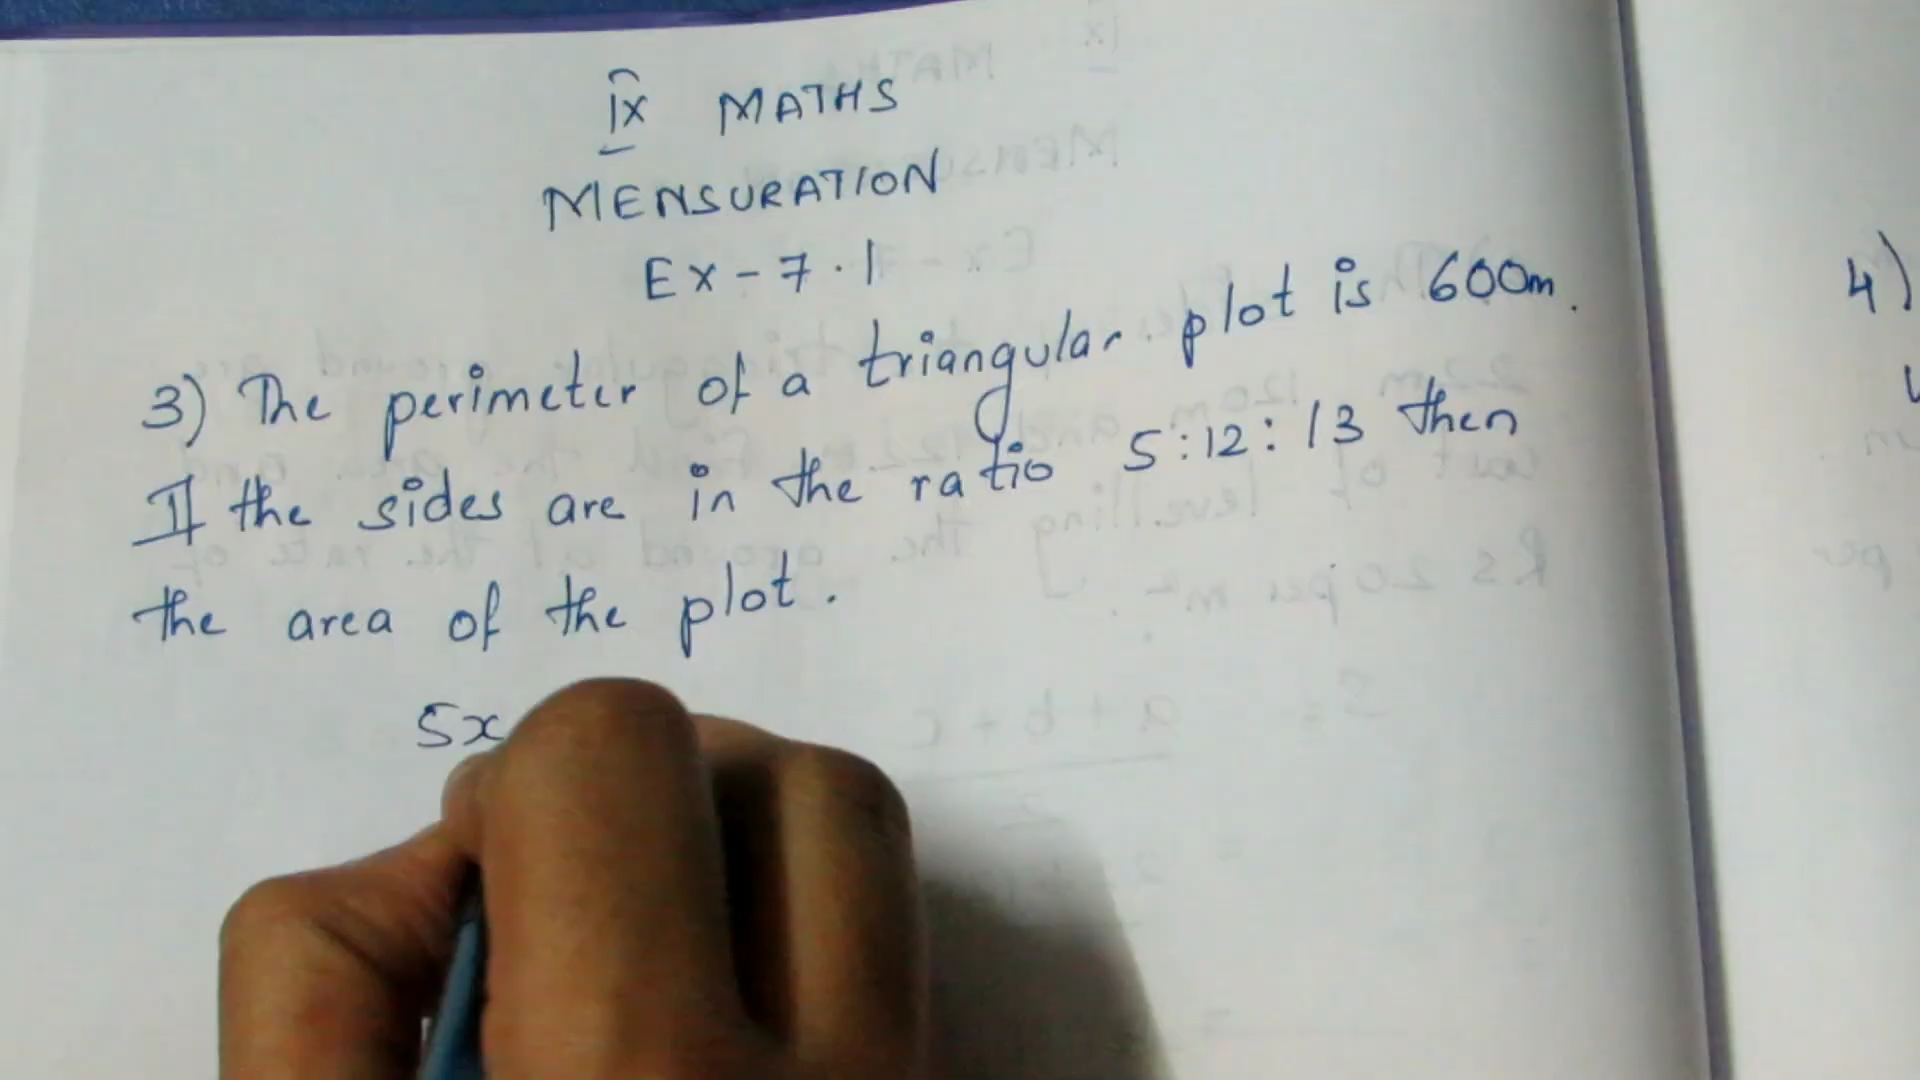 IX MATHS
MENSURATION
Ex-7.1
3) The perimeter of a triangular plot is 600m.
If the sides are in the ratio 5:12:13 then
the area of the plot.
5x
4)